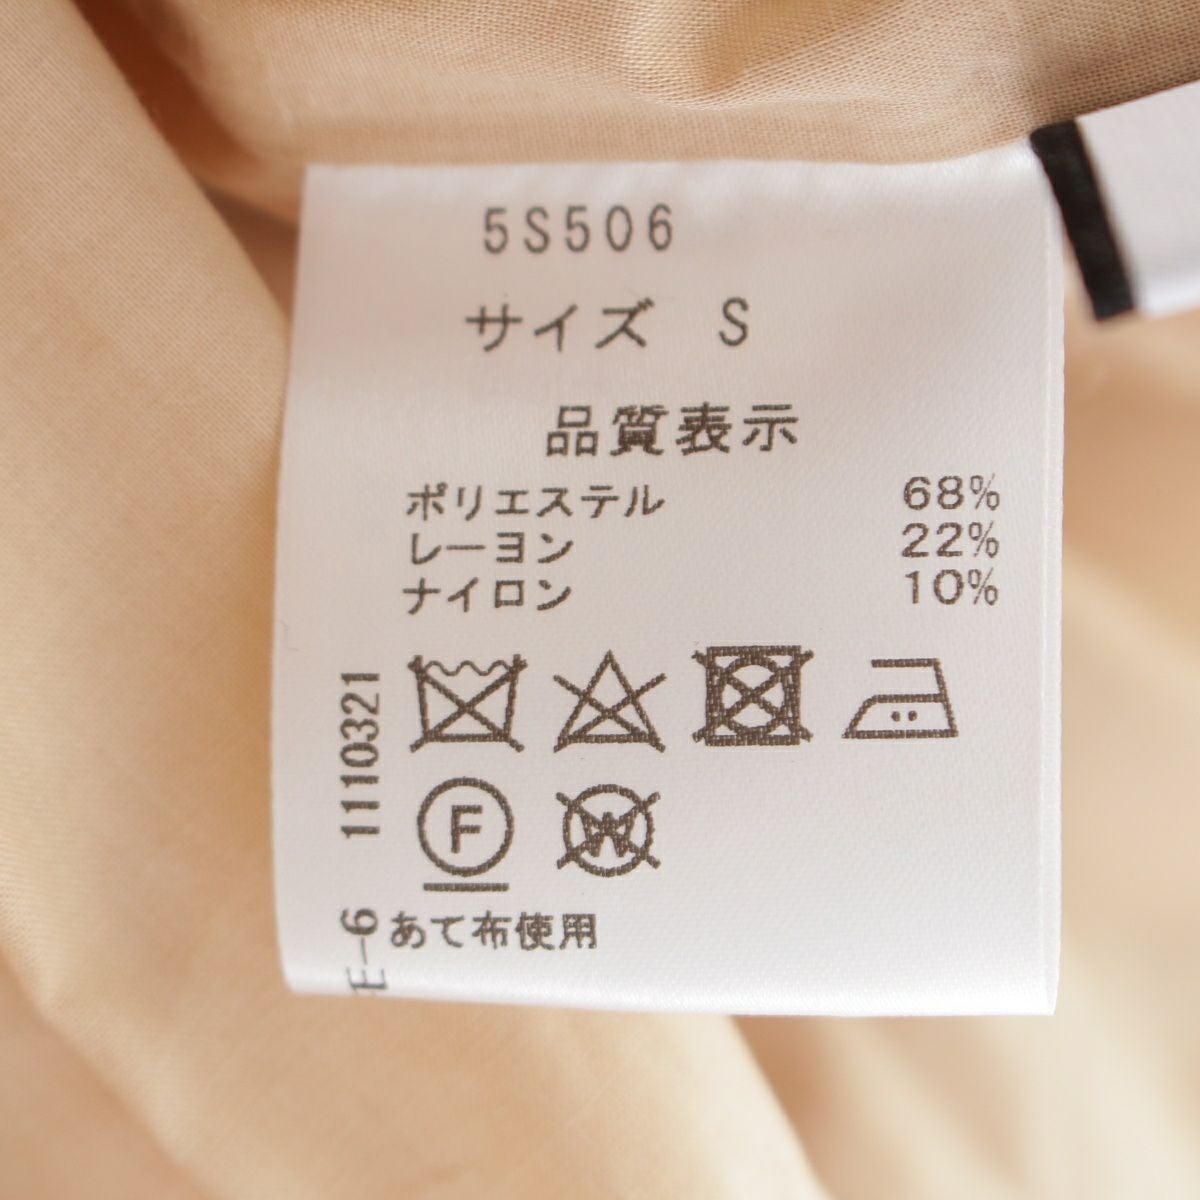 5S506
サイズ S
品質表示
ポリエステル 68%
レーヨン 22%
ナイロン 10%
F
W
あて布使用
1110321
-6